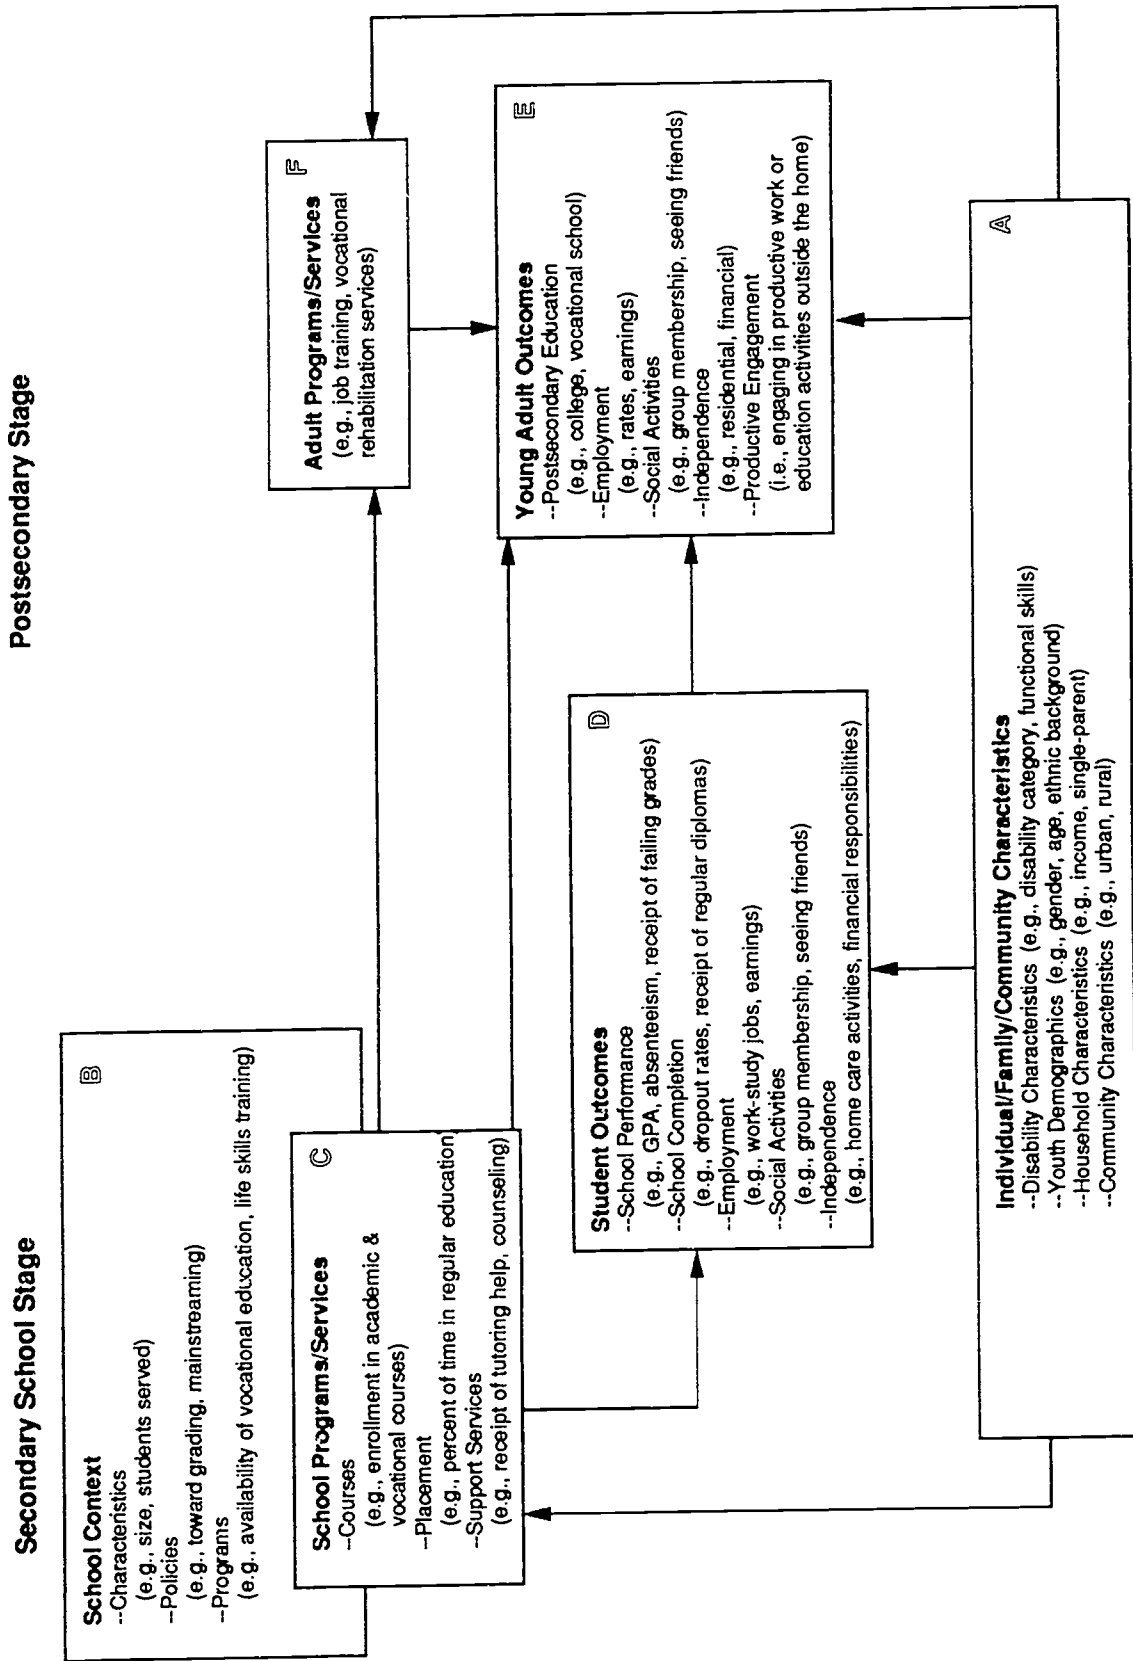 Secondary School Stage
Postsecondary Stage
School Context
--Characteristics
(e.g., size, students served)
--Policies
(e.g., toward grading, mainstreaming)
--Programs
(e.g., availability of vocational education, life skills training)
B
School Programs/Services
--Courses
(e.g., enrollment in academic &
vocational courses)
--Placement
(e.g., percent of time in regular education)
--Support Services
(e.g., receipt of tutoring help, counseling)
C
Student Outcomes
--School Performance
(e.g., GPA, absenteeism, receipt of failing grades)
--School Completion
(e.g., dropout rates, receipt of regular diplomas)
--Employment
(e.g., work-study jobs, earnings)
--Social Activities
(e.g., group membership, seeing friends)
--Independence
(e.g., home care activities, financial responsibilities)
D
Adult Programs/Services
(e.g., job training, vocational
rehabilitation services)
F
Young Adult Outcomes
--Postsecondary Education
(e.g., college, vocational school)
--Employment
(e.g., rates, earnings)
--Social Activities
(e.g., group membership, seeing friends)
--Independence
(e.g., residential, financial)
--Productive Engagement
(i.e., engaging in productive work or
education activities outside the home)
E
Individual/Family/Community Characteristics
--Disability Characteristics (e.g., disability category, functional skills)
--Youth Demographics (e.g., gender, age, ethnic background)
--Household Characteristics (e.g., income, single-parent)
--Community Characteristics (e.g., urban, rural)
A